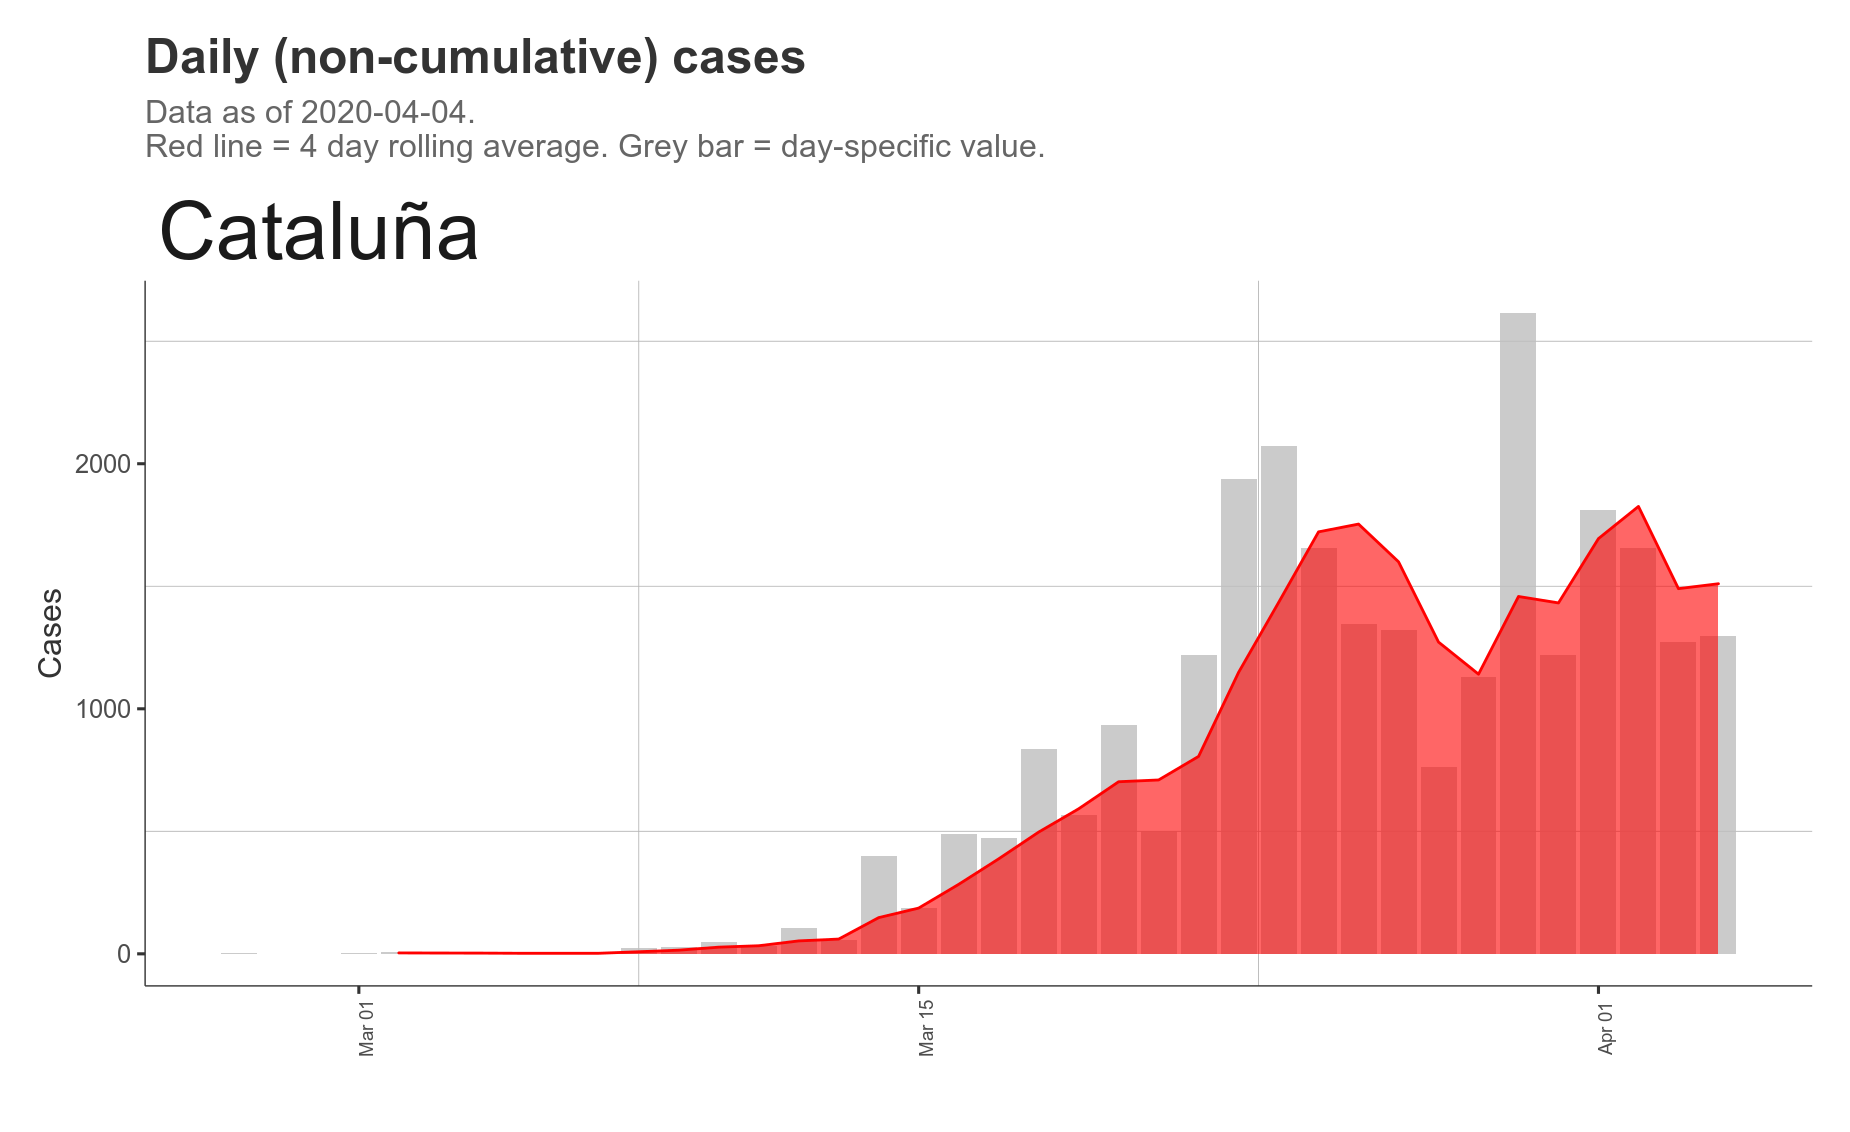 Daily (non-cumulative) cases
Data as of 2020-04-04.
Red line = 4 day rolling average. Grey bar = day-specific value.
Cataluña
Cases
2000
1000
0
Mar 01
Mar 15
Apr 01